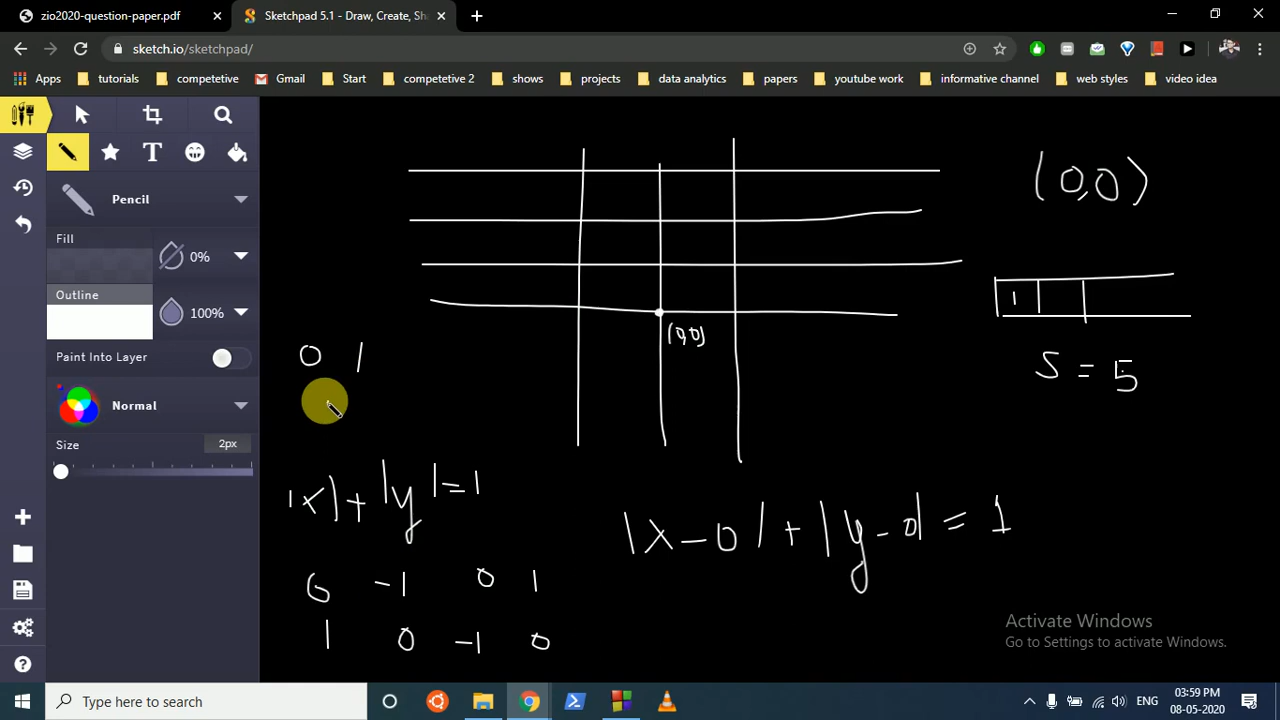 zio2020-question-paper.pdf
Sketchpad 5.1 - Draw, Create, Sha
sketch.io/sketchpad/
Apps tutorials competetive Gmail Start competetive 2 shows projects data analytics papers youtube work informative channel web styles video idea
Pencil
Fill
0%
Outline
100%
Paint Into Layer
Normal
Size
2px
(0,0)
(0,0)
1
S = 5
0 1
|x|+|y|=1
|x-0|+|y-0|=1
0 -1 0 1
1 0 -1 0
Activate Windows
Go to Settings to activate Windows.
Type here to search
ENG
03:59 PM
08-05-2020